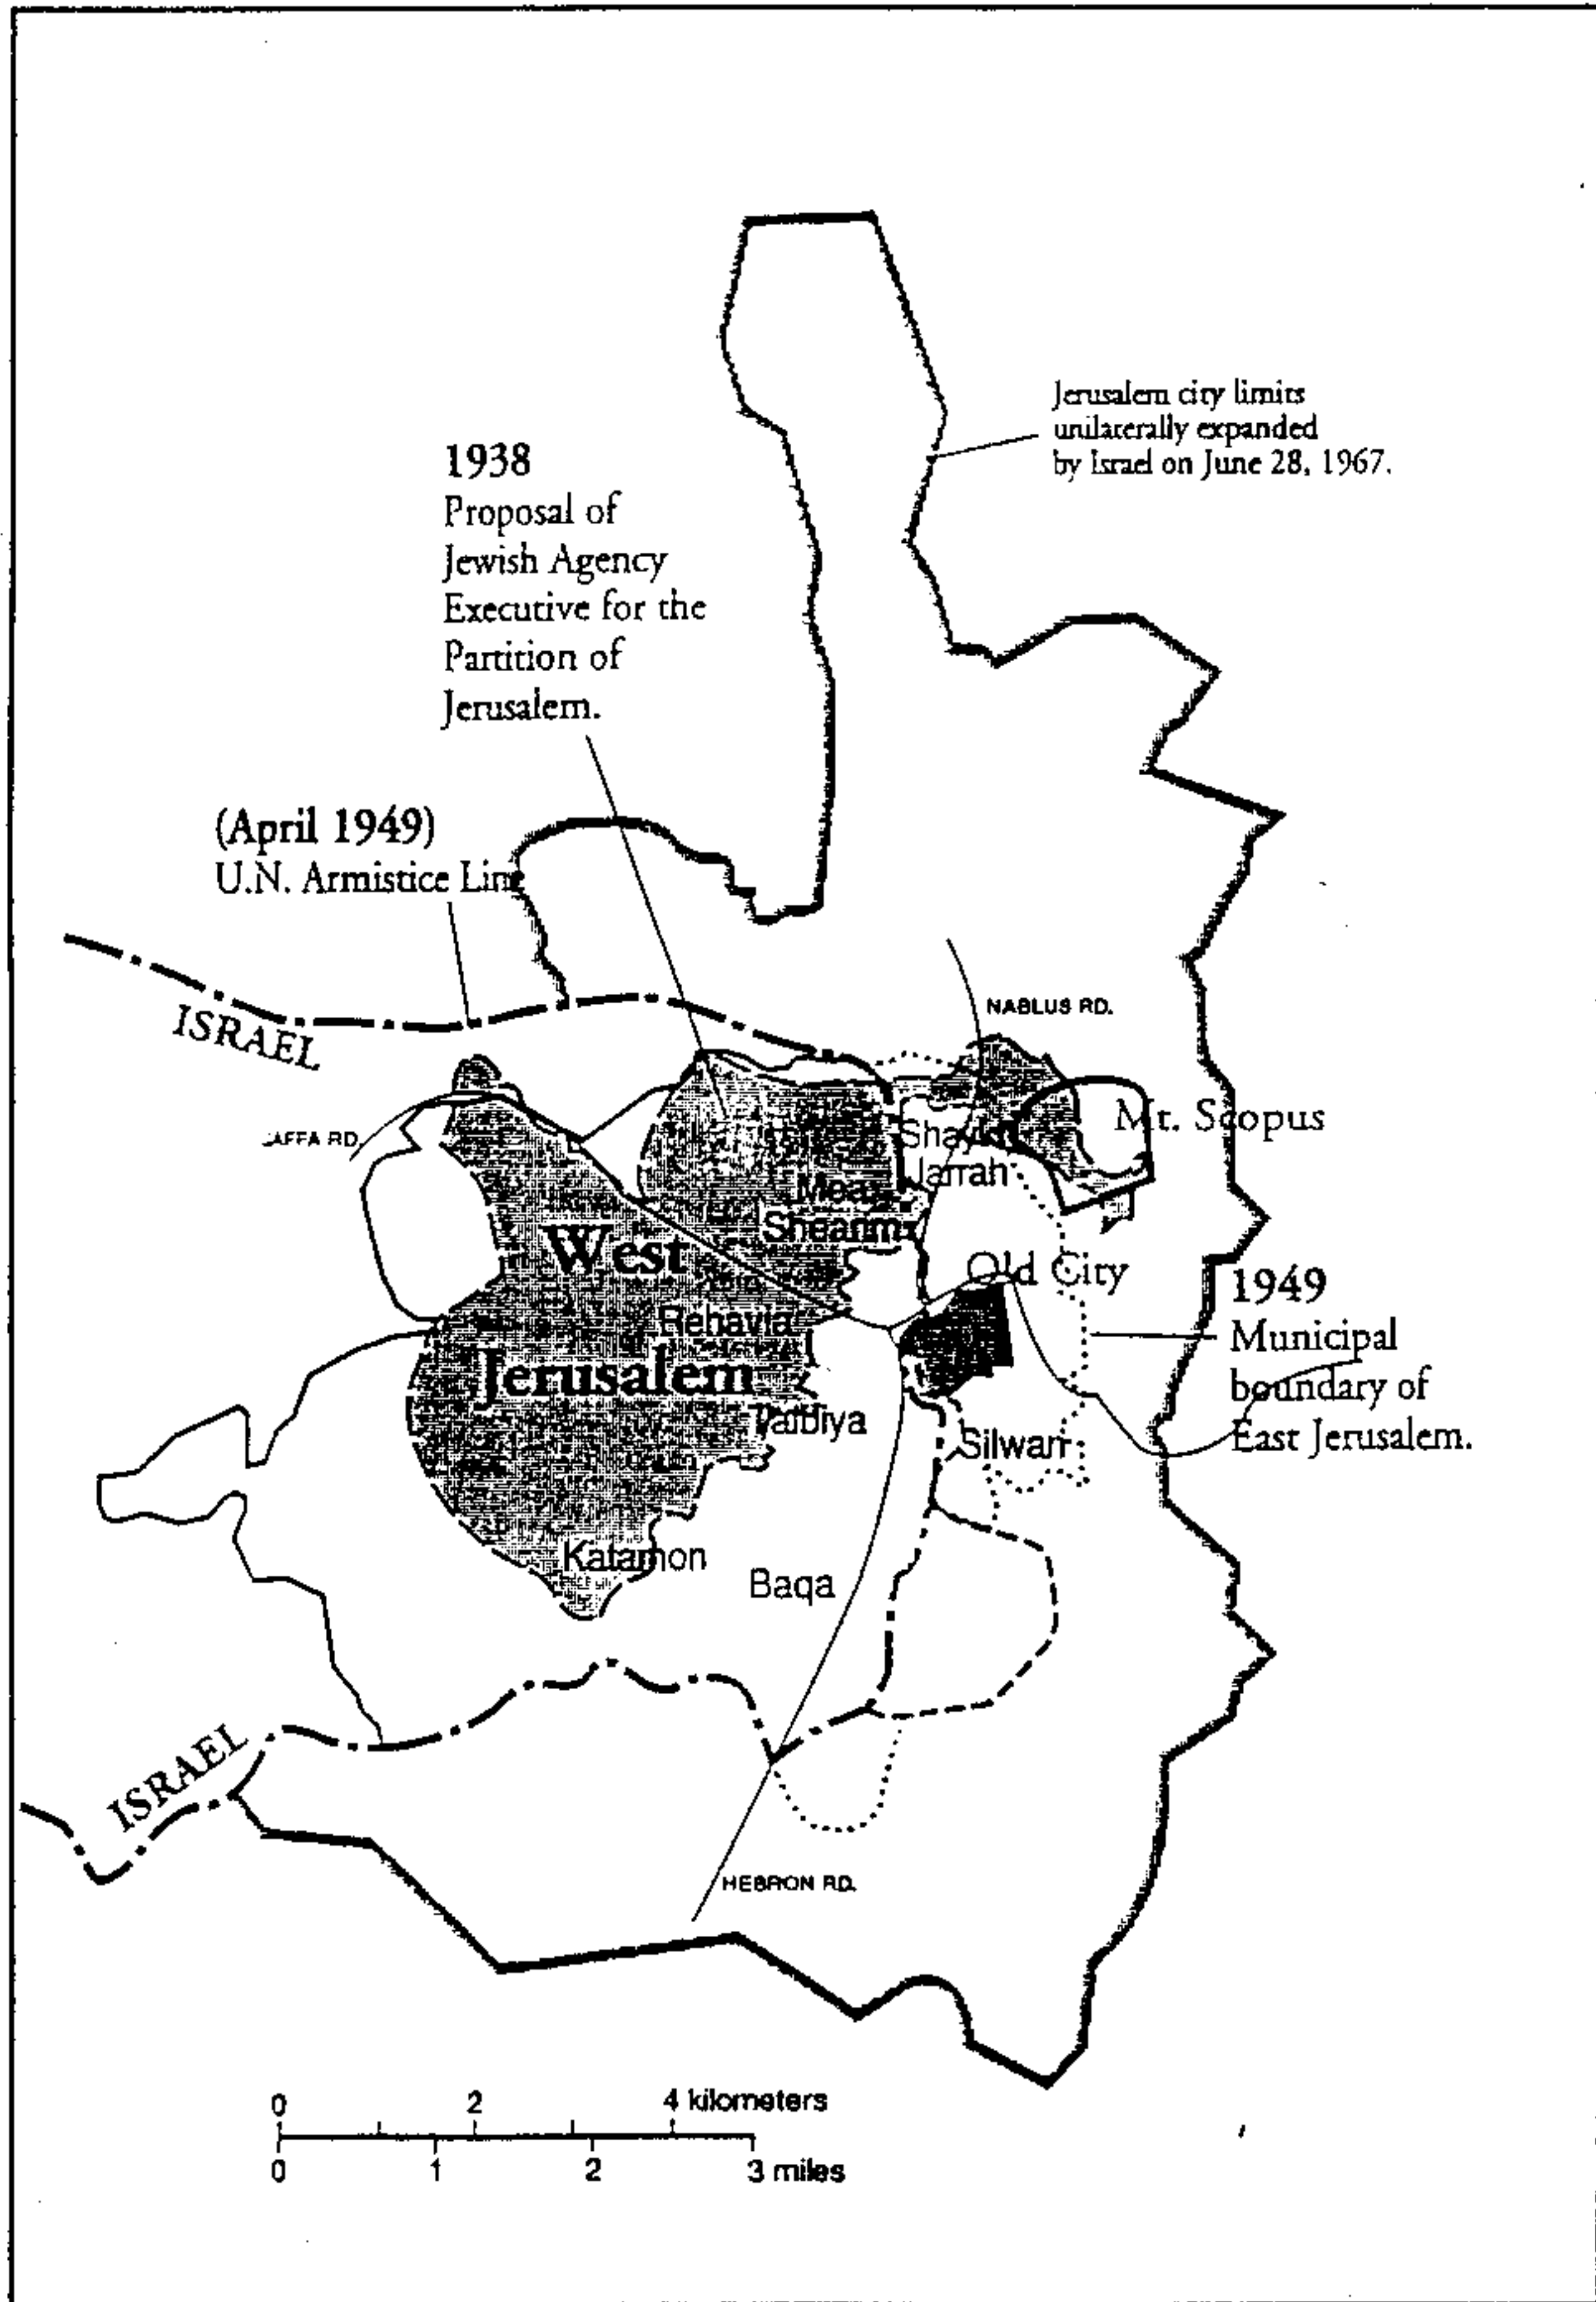 Jerusalem city limits
unilaterally expanded
by Israel on June 28, 1967.
1938
Proposal of
Jewish Agency
Executive for the
Partition of
Jerusalem.
(April 1949)
U.N. Armistice Line
ISRAEL
NABLUS RD.
JAFFA RD.
Mt. Scopus
Jarrah
Mea
Shearim
West
Jerusalem
Old City
Rehavia
1949
Municipal
boundary of
East Jerusalem.
Talbiya
Silwan
Katamon
Baqa
ISRAEL
HEBRON RD.
0 2 4 kilometers
0 1 2 3 miles